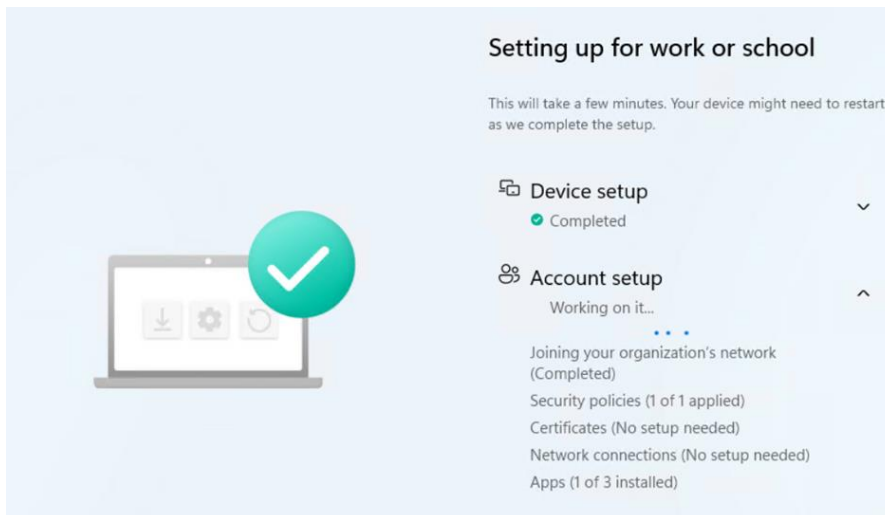 Setting up for work or school
This will take a few minutes. Your device might need to restart
as we complete the setup.
Device setup
Completed
Account setup
Working on it...
Joining your organization's network
(Completed)
Security policies (1 of 1 applied)
Certificates (No setup needed)
Network connections (No setup needed)
Apps (1 of 3 installed)